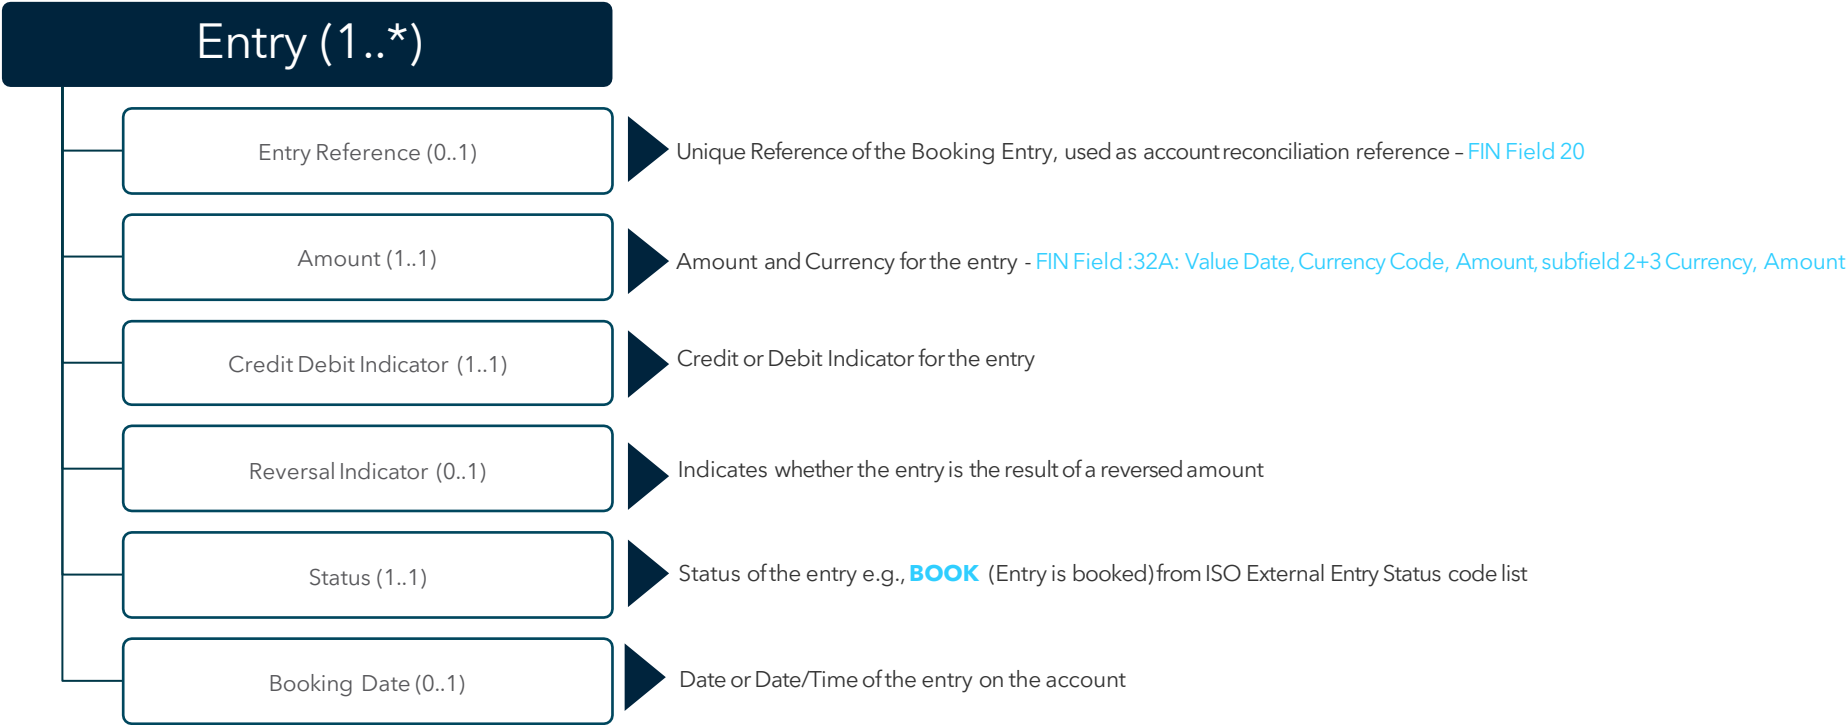 Entry (1..*)
Entry Reference (0..1)
Unique Reference of the Booking Entry, used as account reconciliation reference – FIN Field 20
Amount (1..1)
Amount and Currency for the entry - FIN Field :32A: Value Date, Currency Code, Amount, subfield 2+3 Currency, Amount
Credit Debit Indicator (1..1)
Credit or Debit Indicator for the entry
Reversal Indicator (0..1)
Indicates whether the entry is the result of a reversed amount
Status (1..1)
Status of the entry e.g., BOOK (Entry is booked) from ISO External Entry Status code list
Booking Date (0..1)
Date or Date/Time of the entry on the account